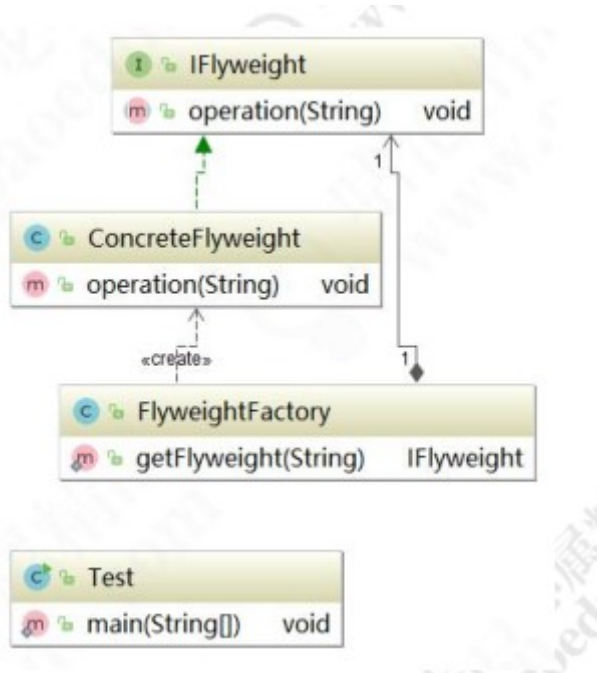 I IFlyweight
m operation(String) void
1
C ConcreteFlyweight
m operation(String) void
«create»
1
C FlyweightFactory
m getFlyweight(String) IFlyweight
C Test
m main(String[]) void